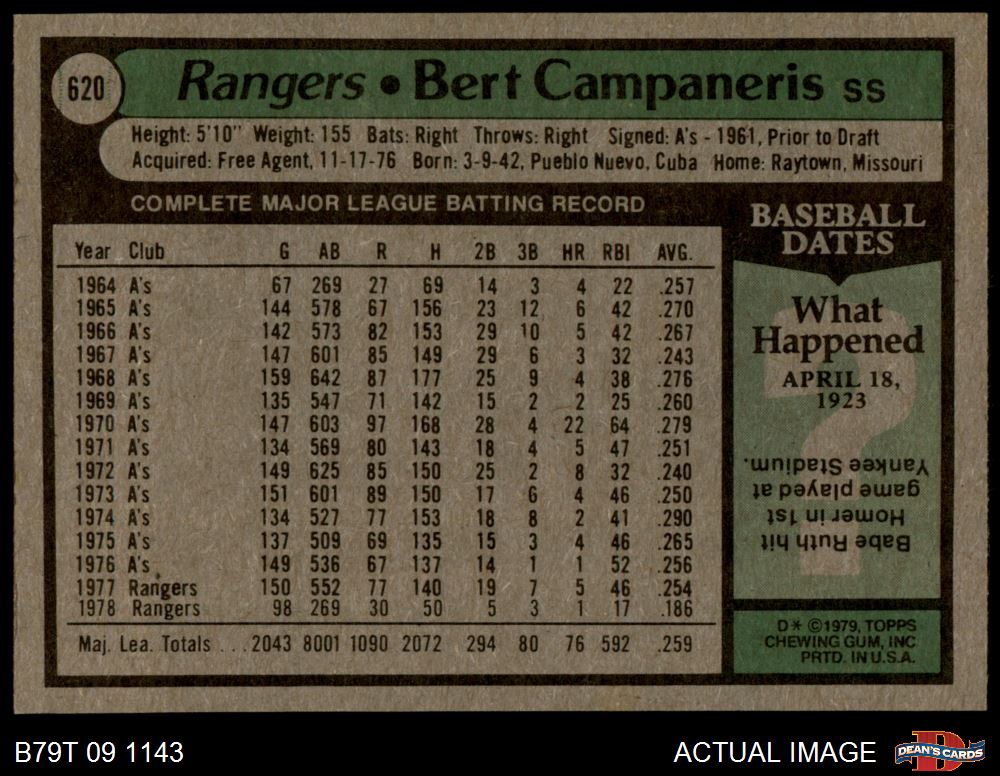 620
Rangers • Bert Campaneris SS
Height: 5'10" Weight: 155 Bats: Right Throws: Right Signed: A's - 1961, Prior to Draft
Acquired: Free Agent, 11-17-76 Born: 3-9-42, Pueblo Nuevo, Cuba Home: Raytown, Missouri
COMPLETE MAJOR LEAGUE BATTING RECORD
Year Club G AB R H 2B 3B HR RBI AVG.
1964 A's 67 269 27 69 14 3 4 22 .257
1965 A's 144 578 67 156 23 12 6 42 .270
1966 A's 142 573 82 153 29 10 5 42 .267
1967 A's 147 601 85 149 29 6 3 32 .243
1968 A's 159 642 87 177 25 9 4 38 .276
1969 A's 135 547 71 142 15 2 2 25 .260
1970 A's 147 603 97 168 28 4 22 64 .279
1971 A's 134 569 80 143 18 4 5 47 .251
1972 A's 149 625 85 150 25 2 8 32 .240
1973 A's 151 601 89 150 17 6 4 46 .250
1974 A's 134 527 77 153 18 8 2 41 .290
1975 A's 137 509 69 135 15 3 4 46 .265
1976 A's 149 536 67 137 14 1 1 52 .256
1977 Rangers 150 552 77 140 19 7 5 46 .254
1978 Rangers 98 269 30 50 5 3 1 17 .186
Maj. Lea. Totals ...2043 8001 1090 2072 294 80 76 592 .259
BASEBALL
DATES
What
Happened
APRIL 18,
1923
?
Babe Ruth hit
Homer in 1st
game played at
Yankee Stadium.
D* ©1979, TOPPS
CHEWING GUM, INC
PRTD. IN U.S.A.
B79T 09 1143
ACTUAL IMAGE
D
DEAN'S CARDS